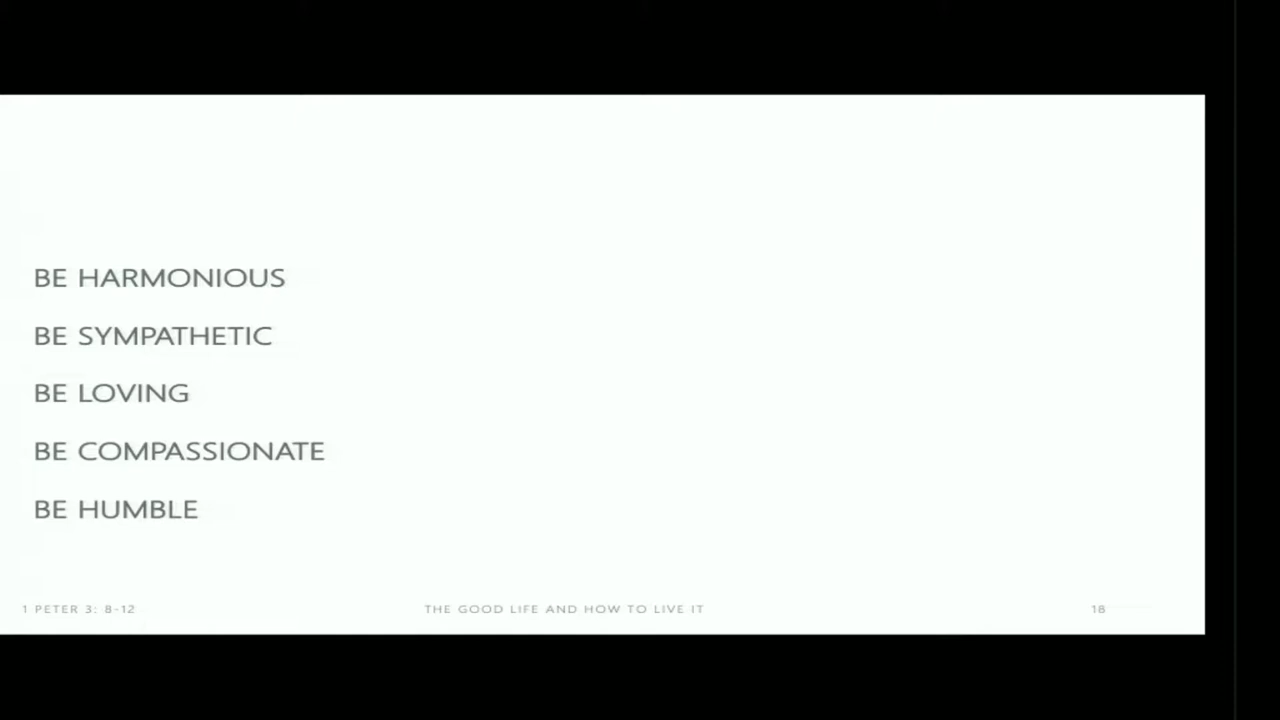 BE HARMONIOUS
BE SYMPATHETIC
BE LOVING
BE COMPASSIONATE
BE HUMBLE
1 PETER 3: 8-12
THE GOOD LIFE AND HOW TO LIVE IT
18